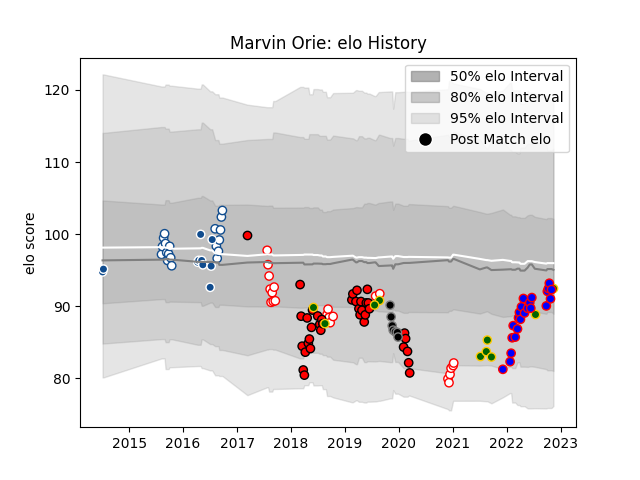 Marvin Orie: elo History
50% elo Interval
80% elo Interval
95% elo Interval
Post Match elo
elo score
120
110
100
90
80
2015 2016 2017 2018 2019 2020 2021 2022 2023